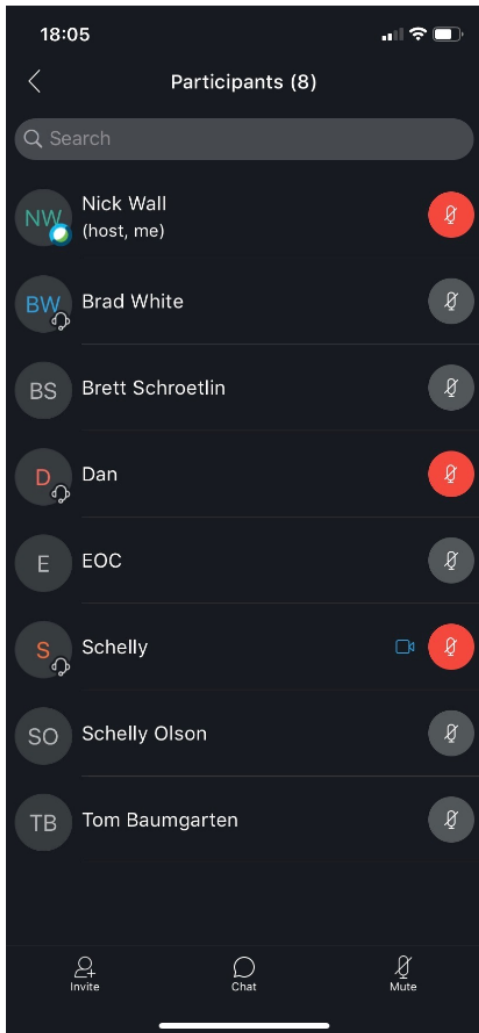 18:05
Participants (8)
Search
NW
Nick Wall
(host, me)
BW
Brad White
BS
Brett Schroetlin
D
Dan
E
EOC
S
Schelly
SO
Schelly Olson
TB
Tom Baumgarten
Invite
Chat
Mute